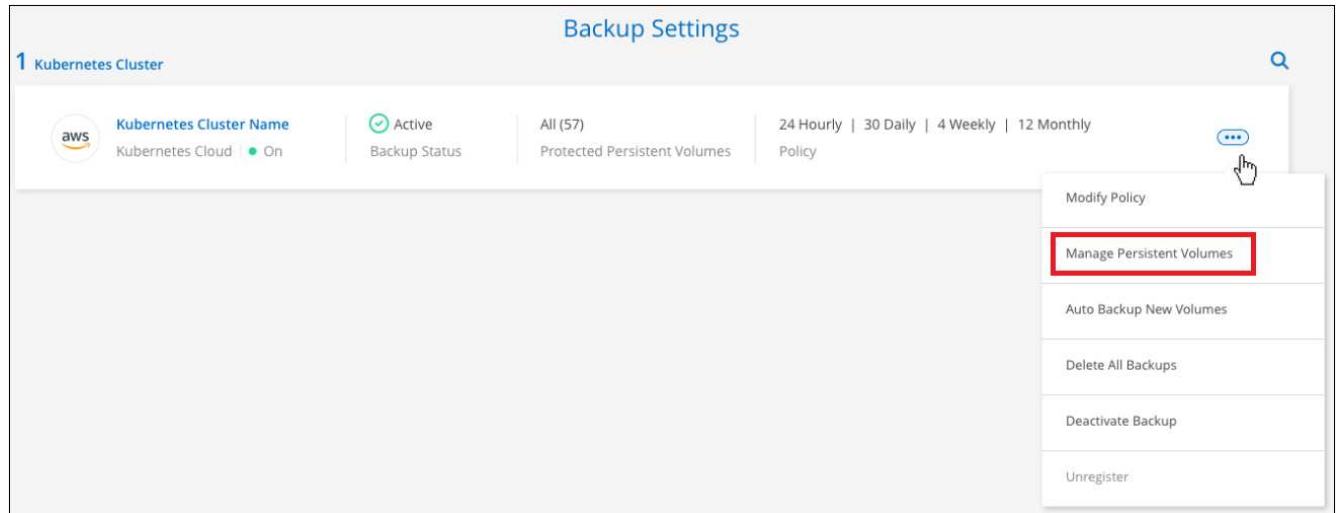 Backup Settings
1 Kubernetes Cluster
aws
Kubernetes Cluster Name
Kubernetes Cloud
On
Active
Backup Status
All (57)
Protected Persistent Volumes
24 Hourly | 30 Daily | 4 Weekly | 12 Monthly
Policy
Modify Policy
Manage Persistent Volumes
Auto Backup New Volumes
Delete All Backups
Deactivate Backup
Unregister